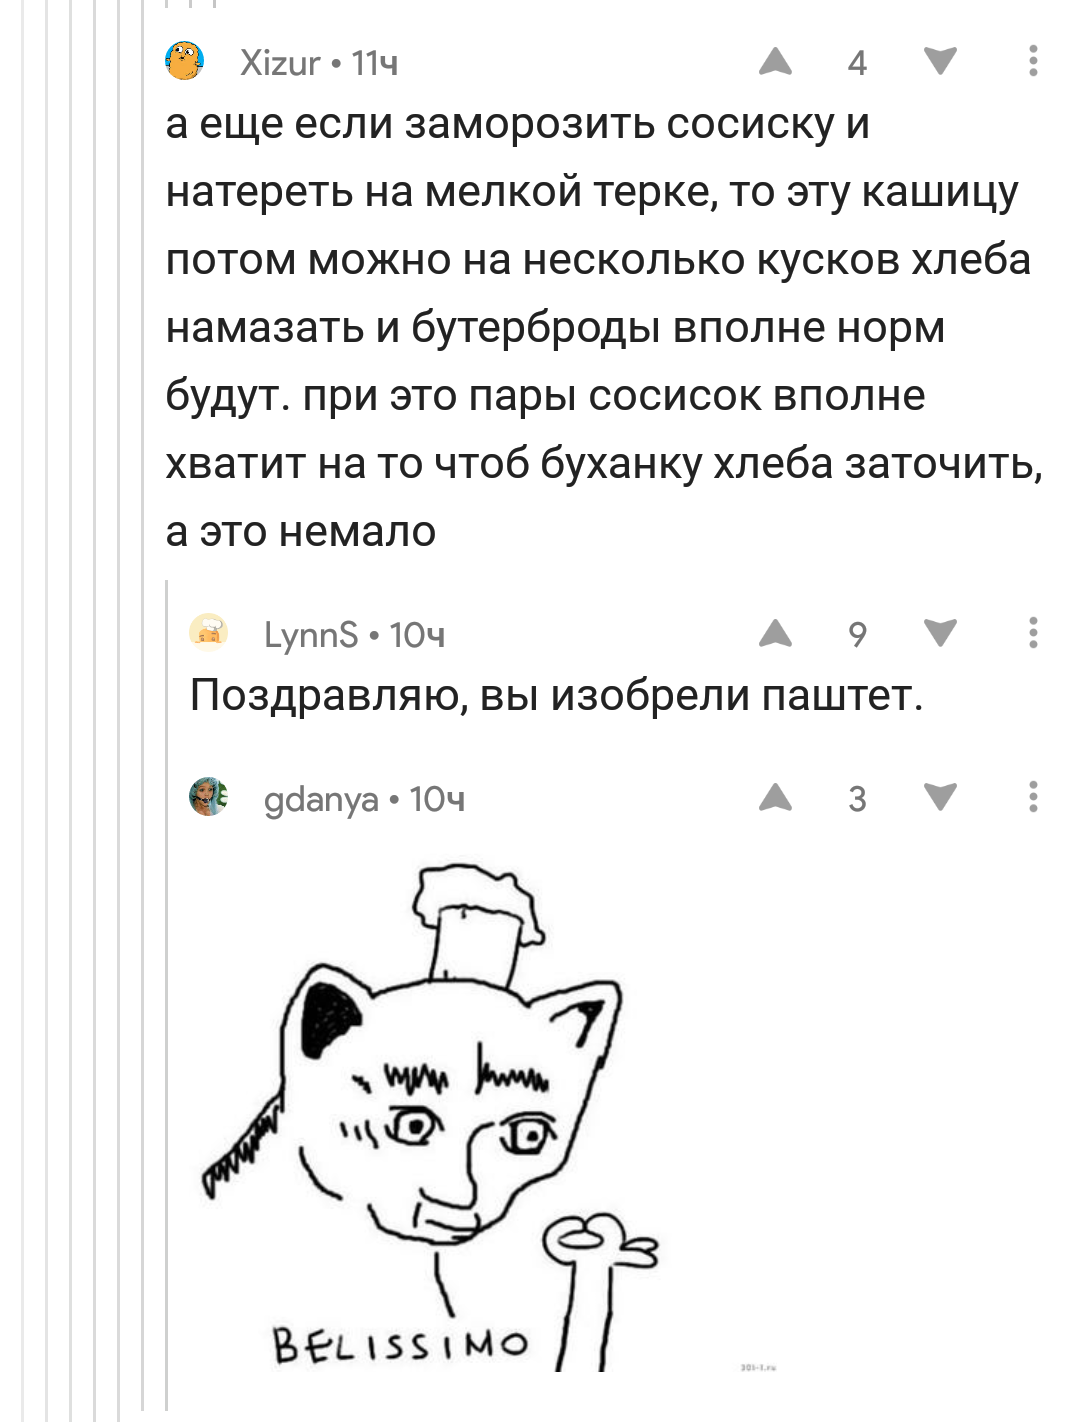 Xizur • 11ч 4
а еще если заморозить сосиску и
натереть на мелкой терке, то эту кашицу
потом можно на несколько кусков хлеба
намазать и бутерброды вполне норм
будут. при это пары сосисок вполне
хватит на то чтоб буханку хлеба заточить,
а это немало
LynnS • 10ч 9
Поздравляю, вы изобрели паштет.
gdanya • 10ч 3
BELISSIMO